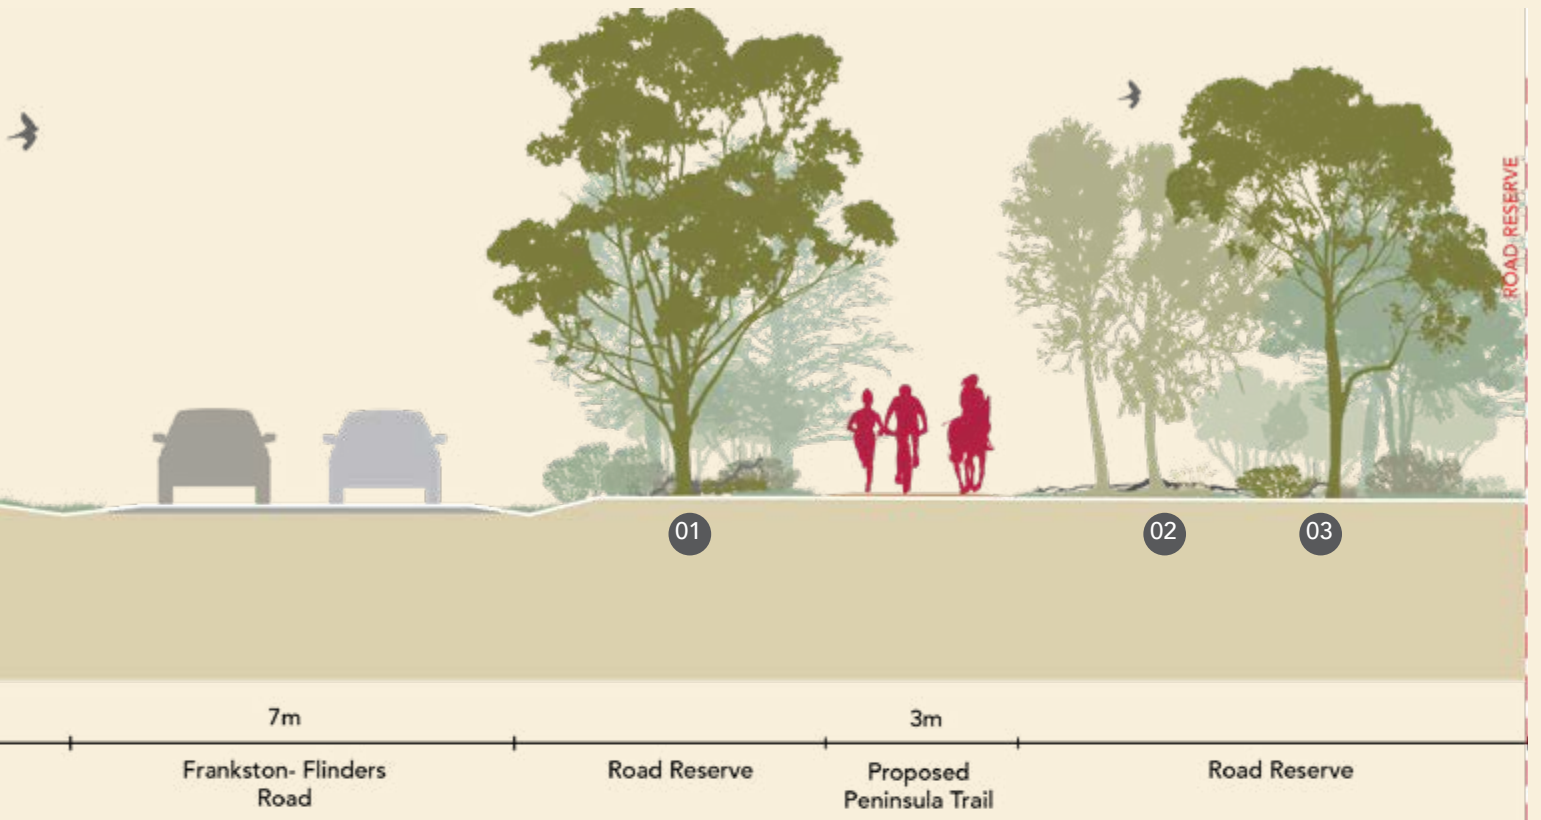 ROAD RESERVE
01
02
03
7m
3m
Frankston- Flinders
Road
Road Reserve
Proposed
Peninsula Trail
Road Reserve